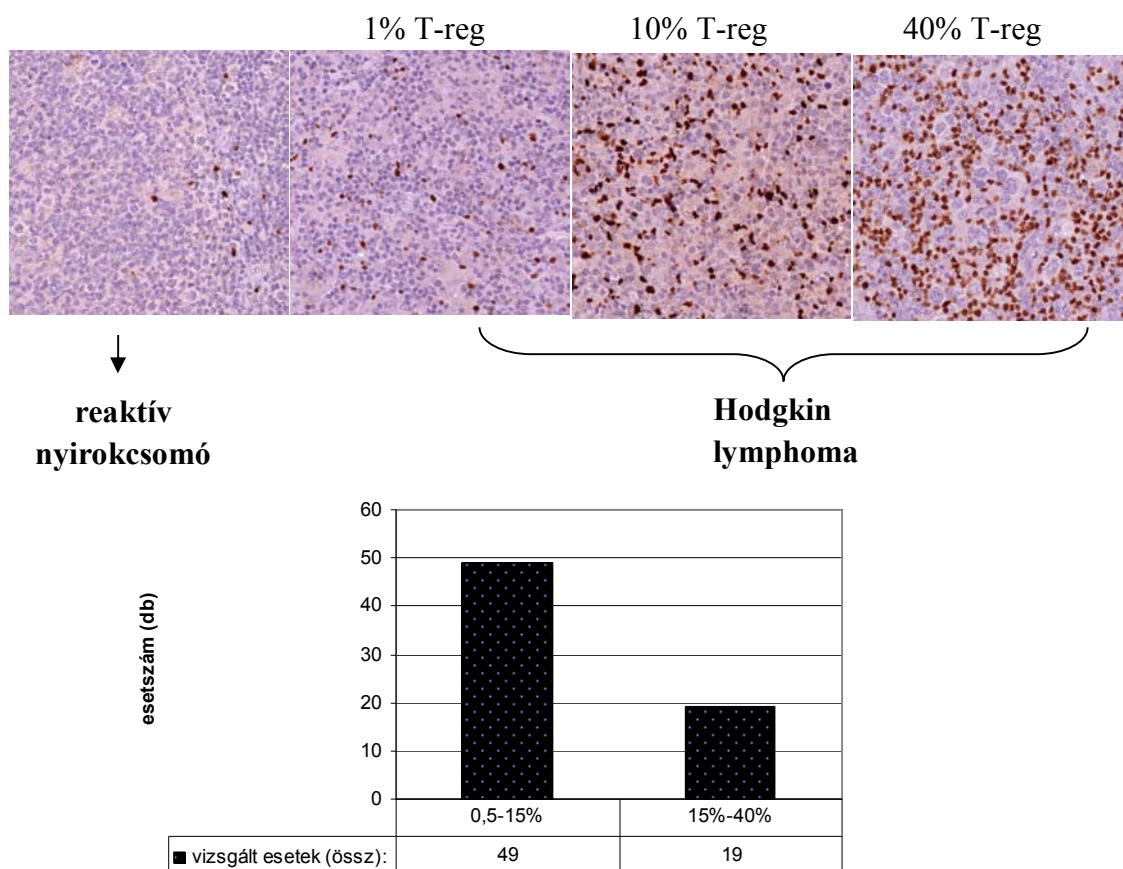 1% T-reg 10% T-reg 40% T-reg
reaktív
nyirokcsomó
Hodgkin
lymphoma
esetszám (db)
60
50
40
30
20
10
0
0,5-15% 15%-40%
vizsgált esetek (össz): 49 19